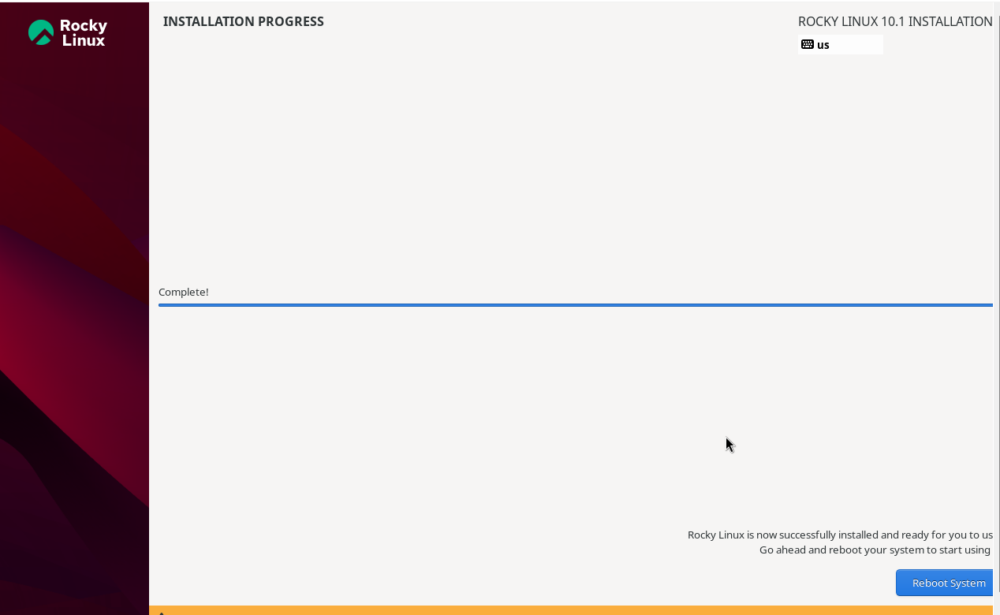 Rocky
Linux
INSTALLATION PROGRESS
ROCKY LINUX 10.1 INSTALLATION
us
Complete!
Rocky Linux is now successfully installed and ready for you to us
Go ahead and reboot your system to start using
Reboot System